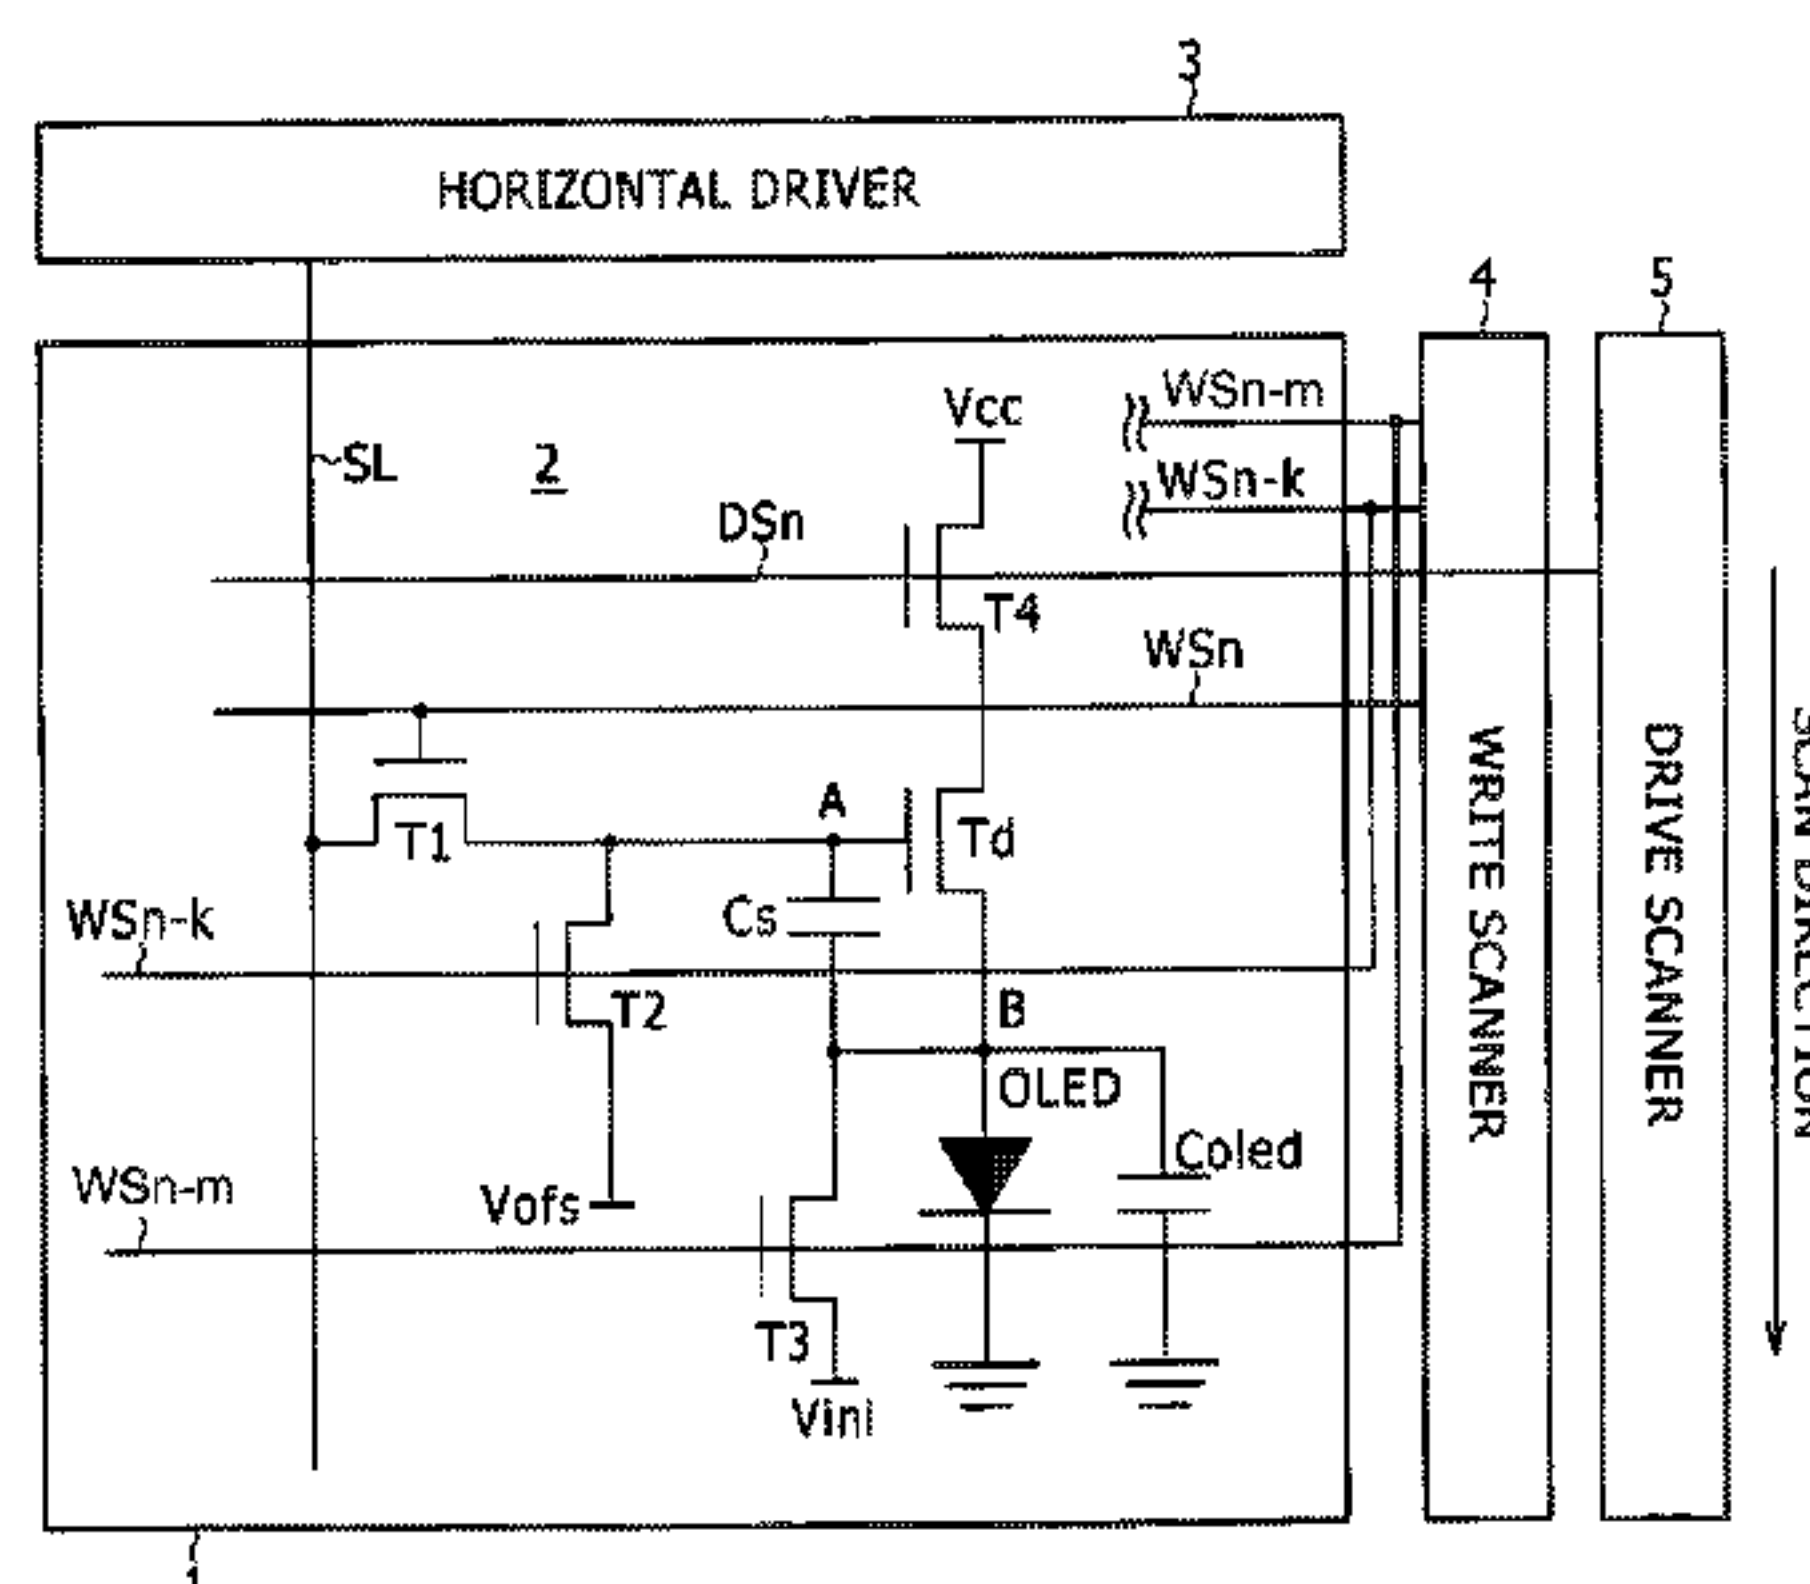 3
HORIZONTAL DRIVER
4
5
WSn-m
Vcc
SL
2
WSn-k
DSn
T4
WSn
A
T1
Td
WSn-k
Cs
T2
B
OLED
WRITE SCANNER
DRIVE SCANNER
SCAN DIRECTION
Coled
WSn-m
Vofs
T3
Vini
1